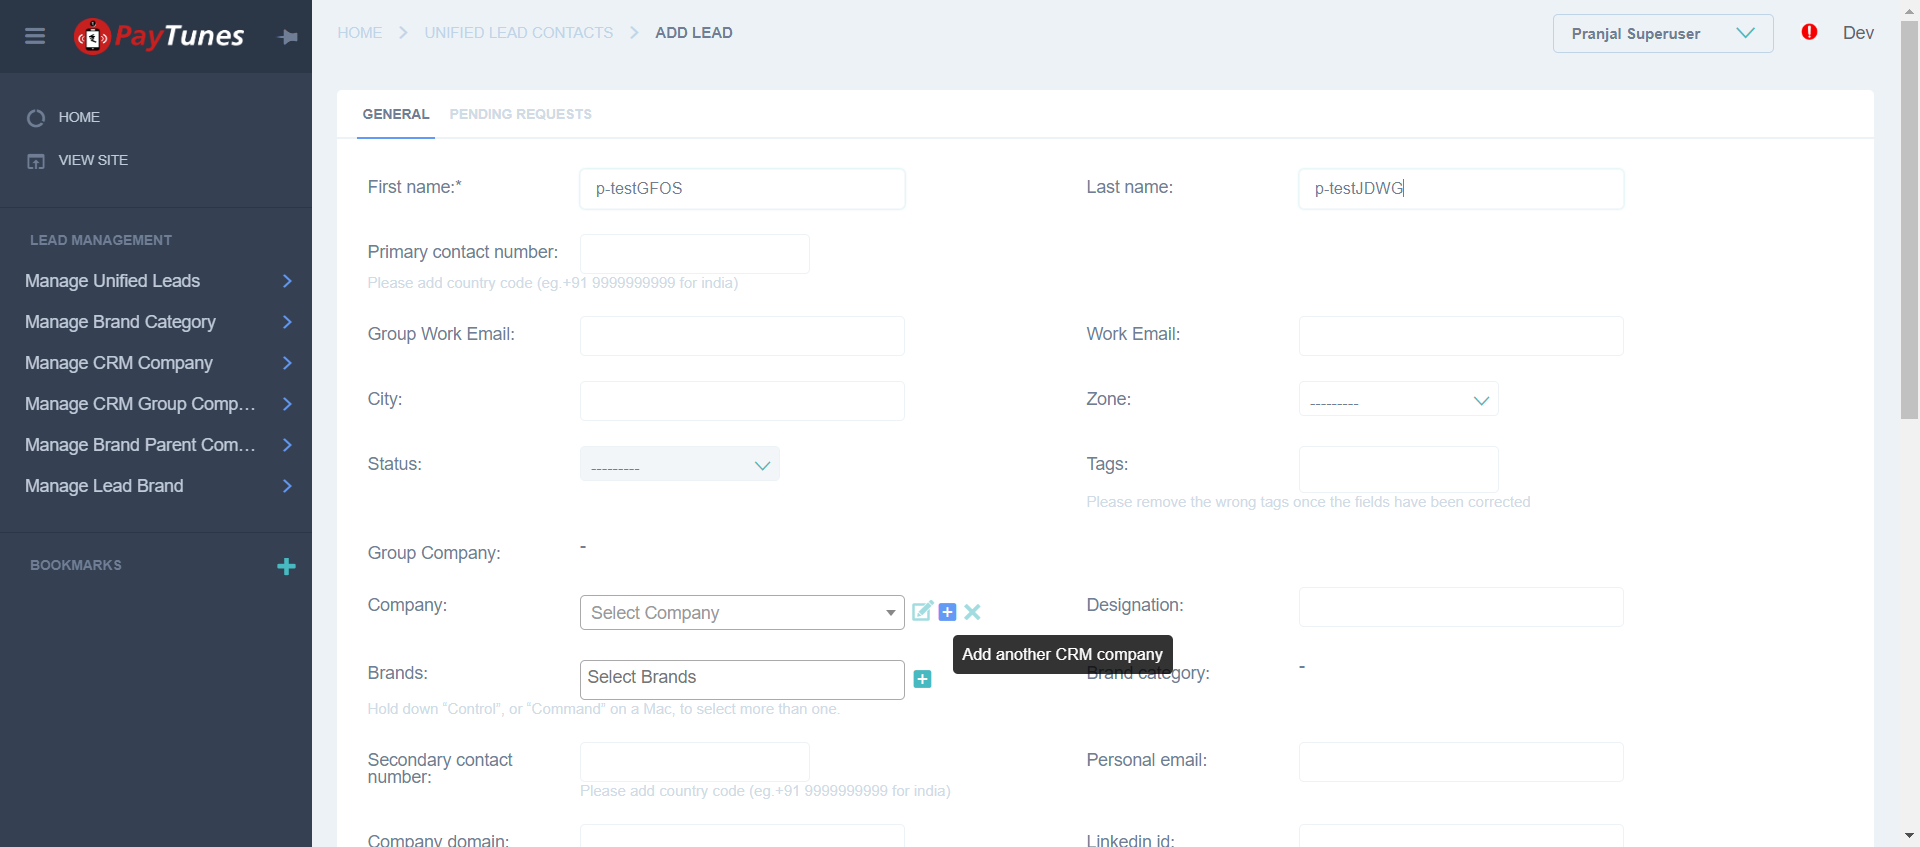 PayTunes
HOME
VIEW SITE
LEAD MANAGEMENT
Manage Unified Leads
Manage Brand Category
Manage CRM Company
Manage CRM Group Comp...
Manage Brand Parent Com...
Manage Lead Brand
BOOKMARKS
HOME > UNIFIED LEAD CONTACTS > ADD LEAD
Pranjal Superuser
Dev
GENERAL PENDING REQUESTS
First name:* p-testGFOS
Last name: p-testJDWG
Primary contact number:
Please add country code (eg.+91 9999999999 for india)
Group Work Email:
Work Email:
City:
Zone: ---------
Status: ---------
Tags:
Please remove the wrong tags once the fields have been corrected
Group Company: -
Company: Select Company
Designation:
Add another CRM company
Brands: Select Brands
Brand category: -
Hold down “Control”, or “Command” on a Mac, to select more than one.
Secondary contact
number:
Please add country code (eg.+91 9999999999 for india)
Personal email:
Company domain:
Linkedin id: